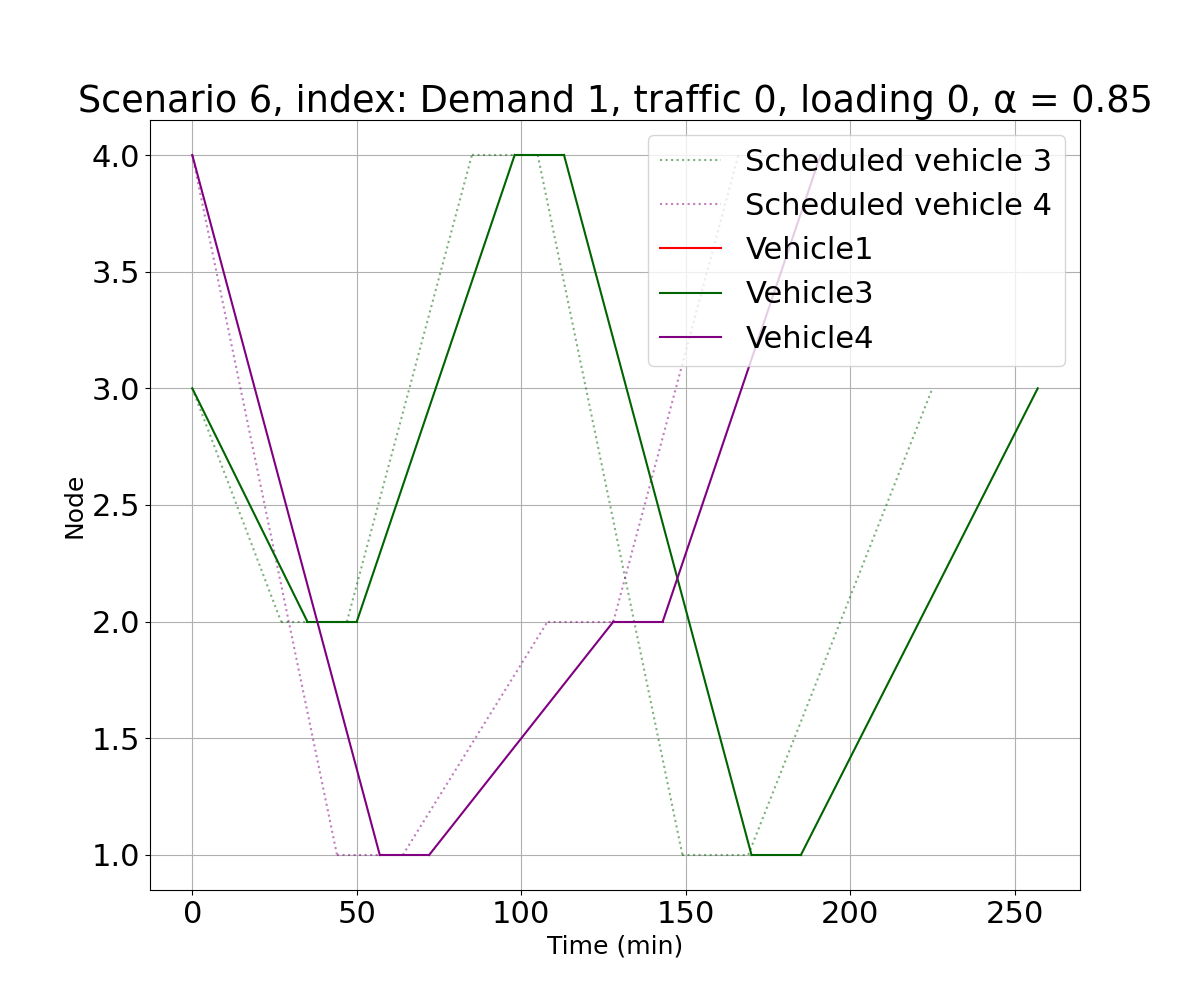 Scenario 6, index: Demand 1, traffic 0, loading 0, α = 0.85
Scheduled vehicle 3
Scheduled vehicle 4
Vehicle1
Vehicle3
Vehicle4
4.0
3.5
3.0
2.5
2.0
1.5
1.0
Node
0 50 100 150 200 250
Time (min)